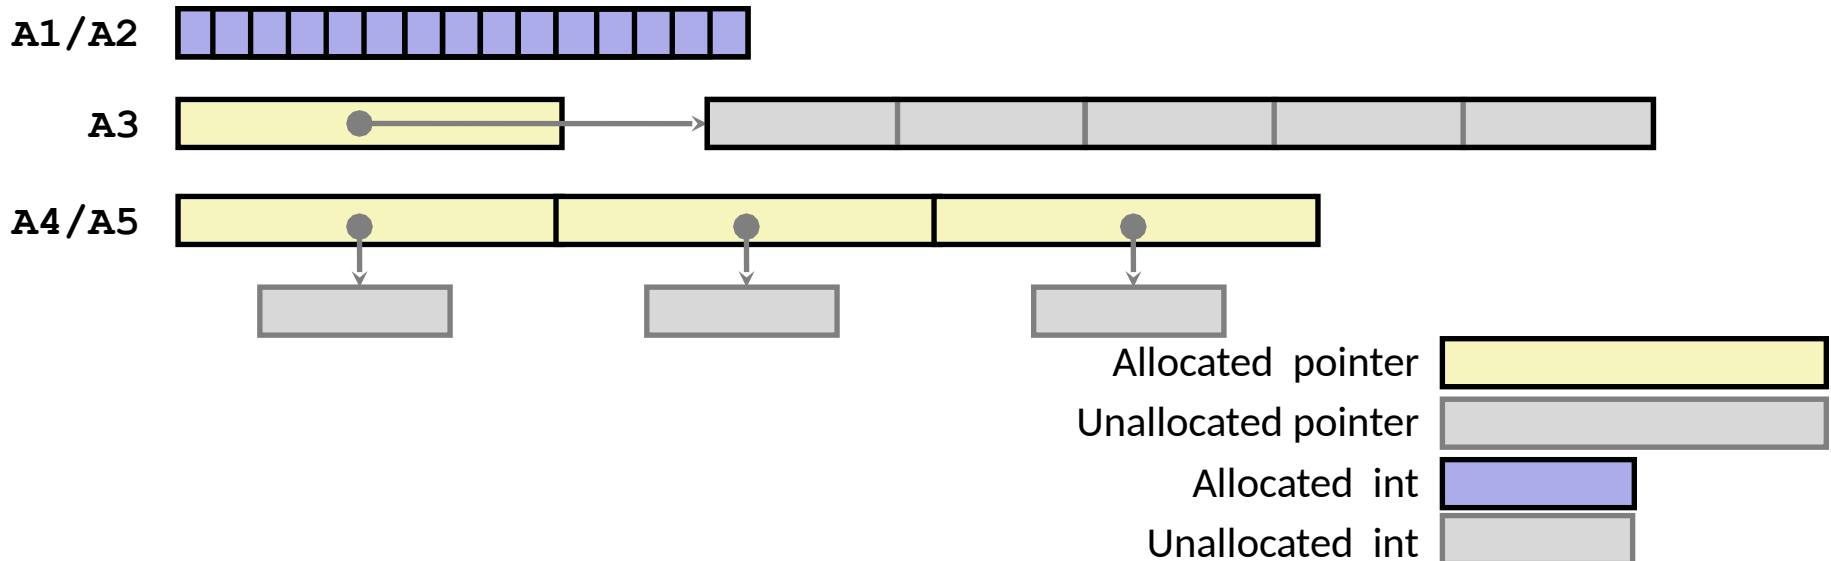 A1/A2
A3
A4/A5
Allocated pointer
Unallocated pointer
Allocated int
Unallocated int